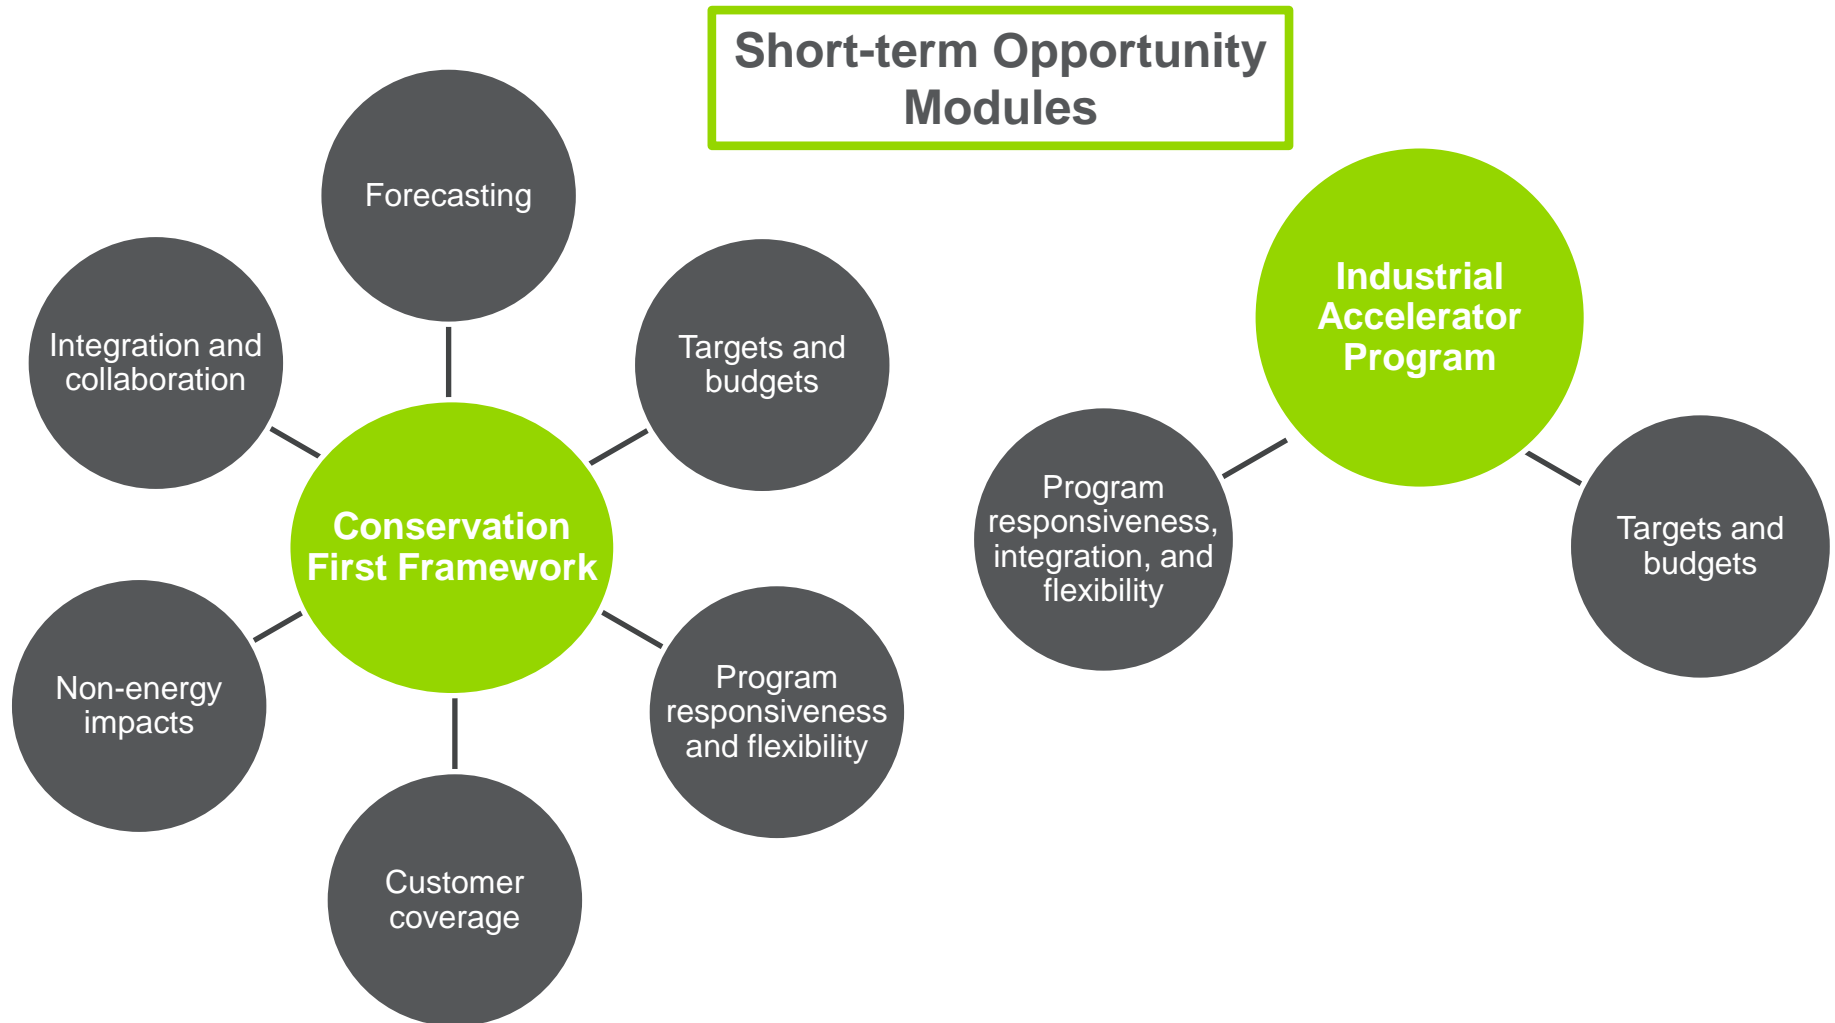 Short-term Opportunity
Modules
Forecasting
Integration and
collaboration
Targets and
budgets
Conservation
First Framework
Non-energy
impacts
Program
responsiveness
and flexibility
Customer
coverage
Industrial
Accelerator
Program
Program
responsiveness,
integration, and
flexibility
Targets and
budgets